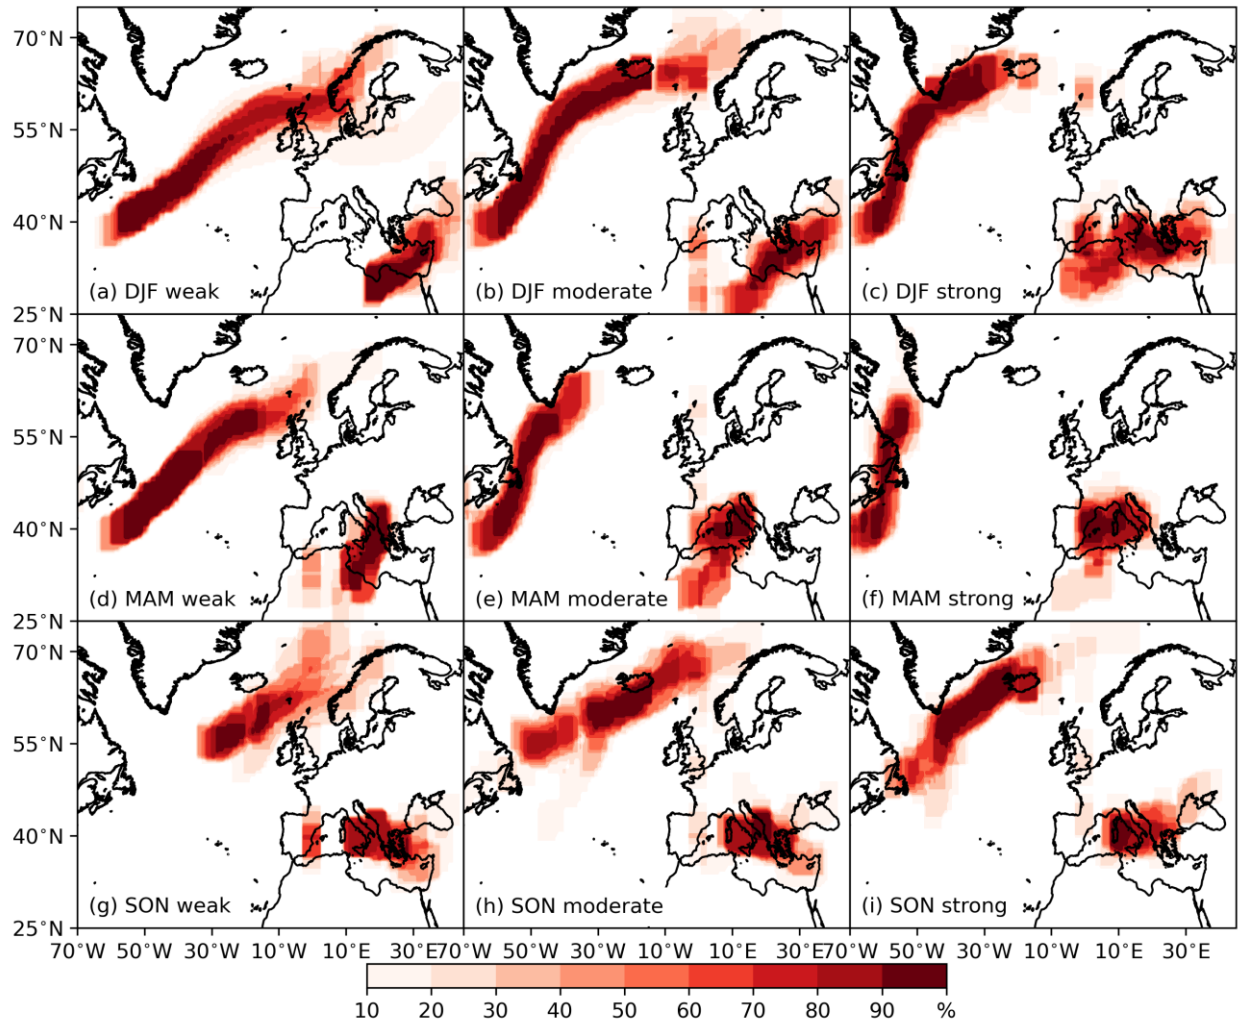 70°N
55°N
40°N
(a) DJF weak
(b) DJF moderate
(c) DJF strong
25°N
70°N
55°N
40°N
(d) MAM weak
(e) MAM moderate
(f) MAM strong
25°N
70°N
55°N
40°N
(g) SON weak
(h) SON moderate
(i) SON strong
25°N
70°W 50°W 30°W 10°W 10°E 30°E 70°W 50°W 30°W 10°W 10°E 30°E 70°W 50°W 30°W 10°W 10°E 30°E
10 20 30 40 50 60 70 80 90 %